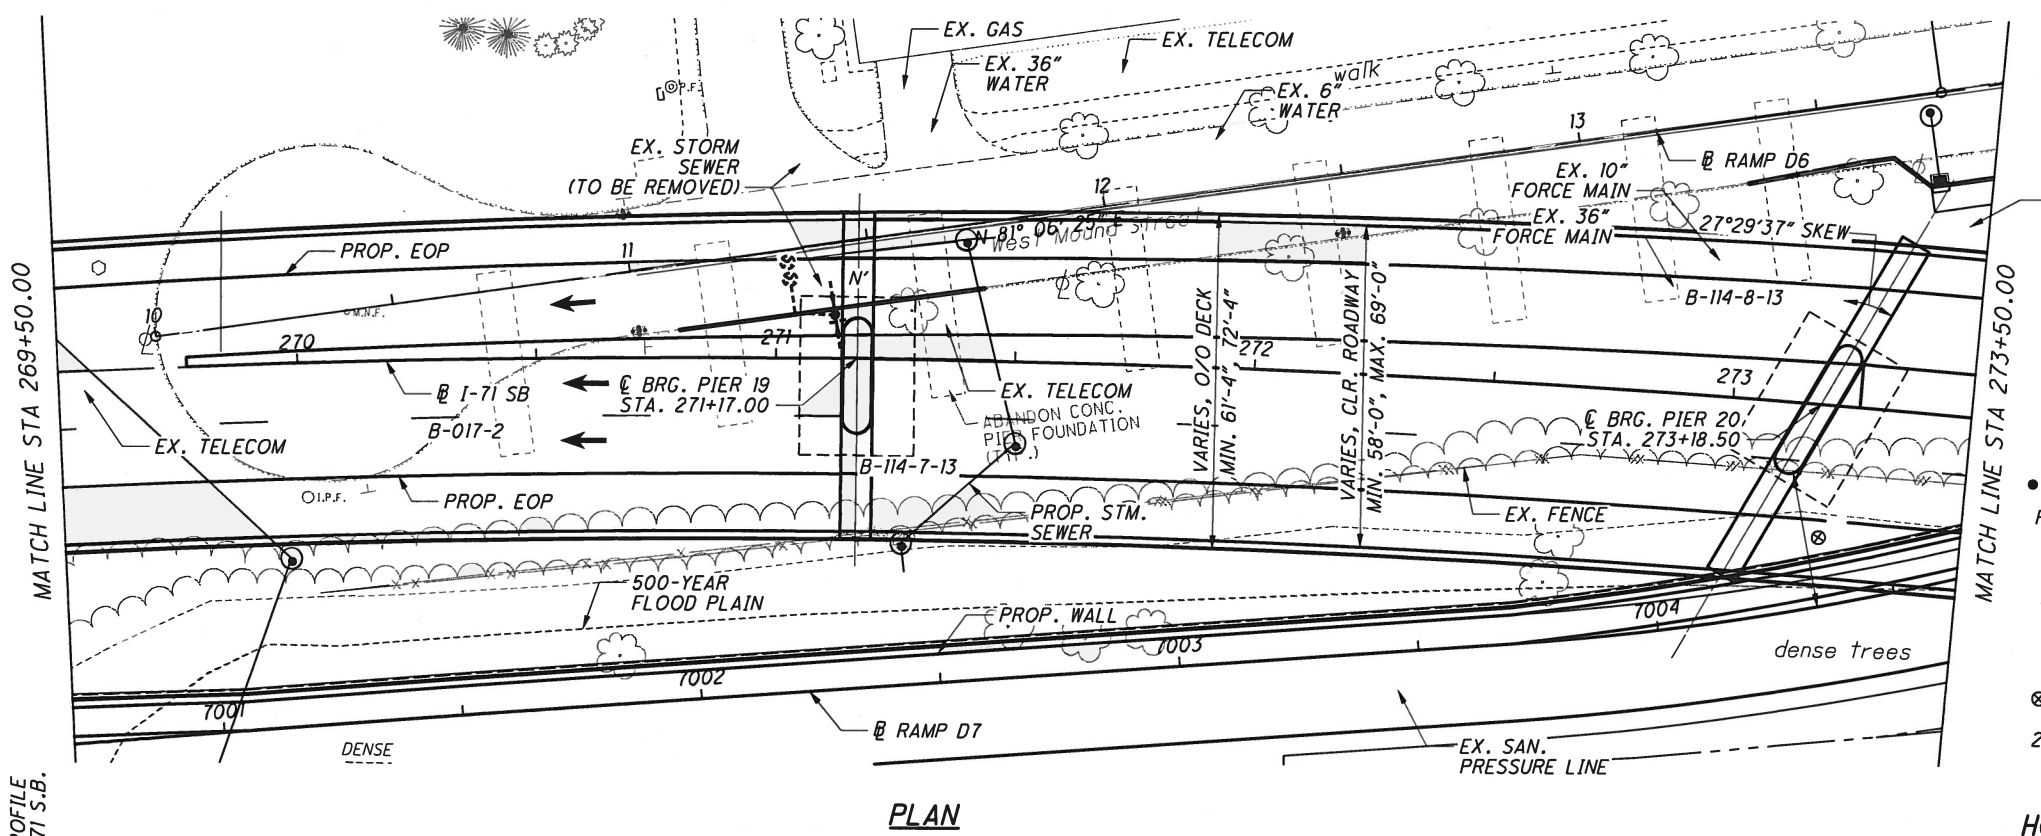 EX. GAS
EX. TELECOM
EX. 36"
WATER
walk
EX. 6"
WATER
P.F.
13
EX. STORM
SEWER
(TO BE REMOVED)
℄ RAMP D6
EX. 10"
FORCE MAIN
12
EX. 36"
FORCE MAIN
27°29'37" SKEW
N 81° 06' 25" E
West Mound Street
PROP. EOP
11
N'
B-114-8-13
M.N.F.
10
270
271
272
273
VARIES, O/O DECK
MIN. 61'-4", 72'-4"
VARIES, CLR. ROADWAY
MIN. 58'-0", MAX. 69'-0"
MATCH LINE STA 269+50.00
MATCH LINE STA 273+50.00
℄ BRG. PIER 19
STA. 271+17.00
EX. TELECOM
ABANDON CONC.
PIER FOUNDATION
(TYP.)
℄ I-71 SB
B-017-2
EX. TELECOM
℄ BRG. PIER 20
STA. 273+18.50
B-114-7-13
I.P.F.
PROP. EOP
PROP. STM.
SEWER
EX. FENCE
500-YEAR
FLOOD PLAIN
PROP. WALL
7001
7002
7003
7004
dense trees
℄ RAMP D7
DENSE
EX. SAN.
PRESSURE LINE
71 S.B.
PLAN